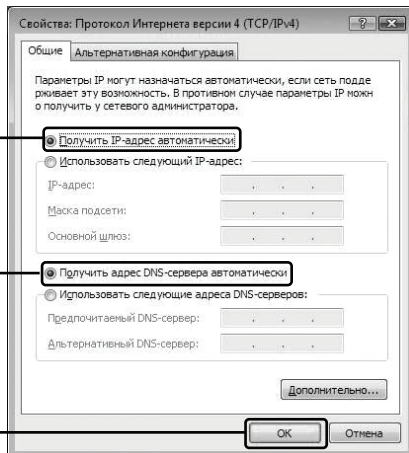 Свойства: Протокол Интернета версии 4 (TCP/IPv4)
Общие
Альтернативная конфигурация
Параметры IP могут назначаться автоматически, если сеть подде
рживает эту возможность. В противном случае параметры IP можн
о получить у сетевого администратора.
Получить IP-адрес автоматически
Использовать следующий IP-адрес:
IP-адрес:
Маска подсети:
Основной шлюз:
Получить адрес DNS-сервера автоматически
Использовать следующие адреса DNS-серверов:
Предпочитаемый DNS-сервер:
Альтернативный DNS-сервер:
Дополнительно...
ОК
Отмена